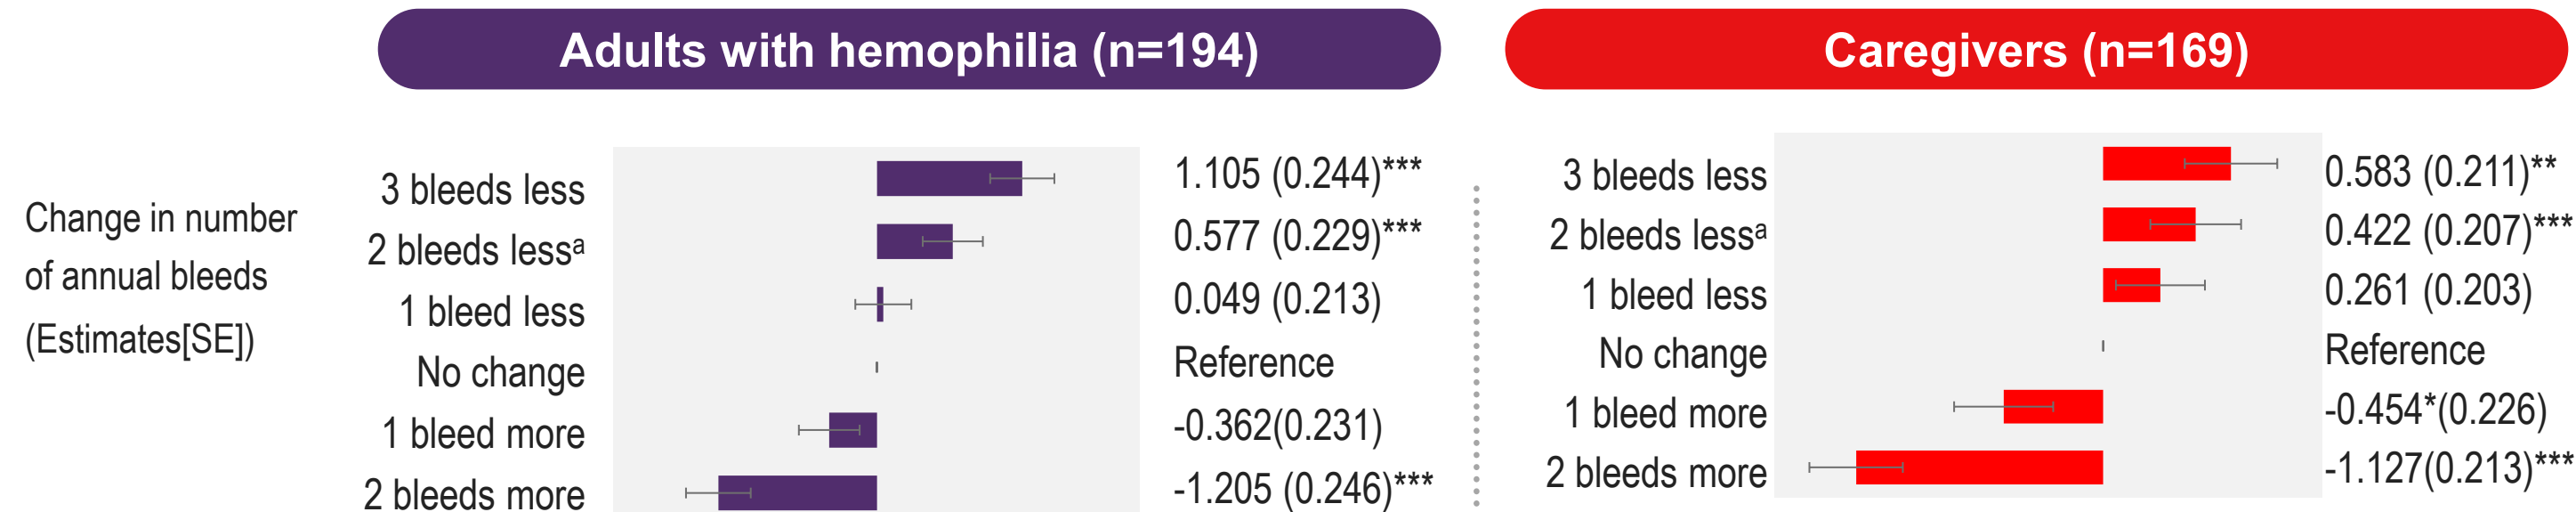 Adults with hemophilia (n=194)
Caregivers (n=169)
Change in number
of annual bleeds
(Estimates[SE])
3 bleeds less
1.105 (0.244)***
2 bleeds lessᵃ
0.577 (0.229)***
1 bleed less
0.049 (0.213)
No change
Reference
1 bleed more
-0.362(0.231)
2 bleeds more
-1.205 (0.246)***
3 bleeds less
0.583 (0.211)**
2 bleeds lessᵃ
0.422 (0.207)***
1 bleed less
0.261 (0.203)
No change
Reference
1 bleed more
-0.454*(0.226)
2 bleeds more
-1.127(0.213)***